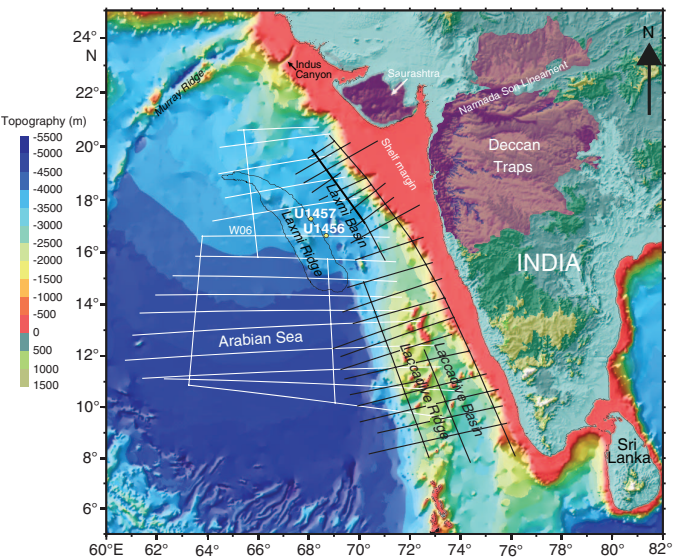 24°
N
22°
20°
18°
16°
14°
12°
10°
8°
6°
Topography (m)
-5500
-5000
-4500
-4000
-3500
-3000
-2500
-2000
-1500
-1000
-500
0
500
1000
1500
N
Indus
Canyon
Murray Ridge
Saurashtra
Narmada Son Lineament
Deccan
Traps
Shelf margin
Laxmi Basin
U1457
U1456
Laxmi Ridge
W06
INDIA
Arabian Sea
Laccadive Ridge
Laccadive Basin
Sri
Lanka
60°E
62°
64°
66°
68°
70°
72°
74°
76°
78°
80°
82°